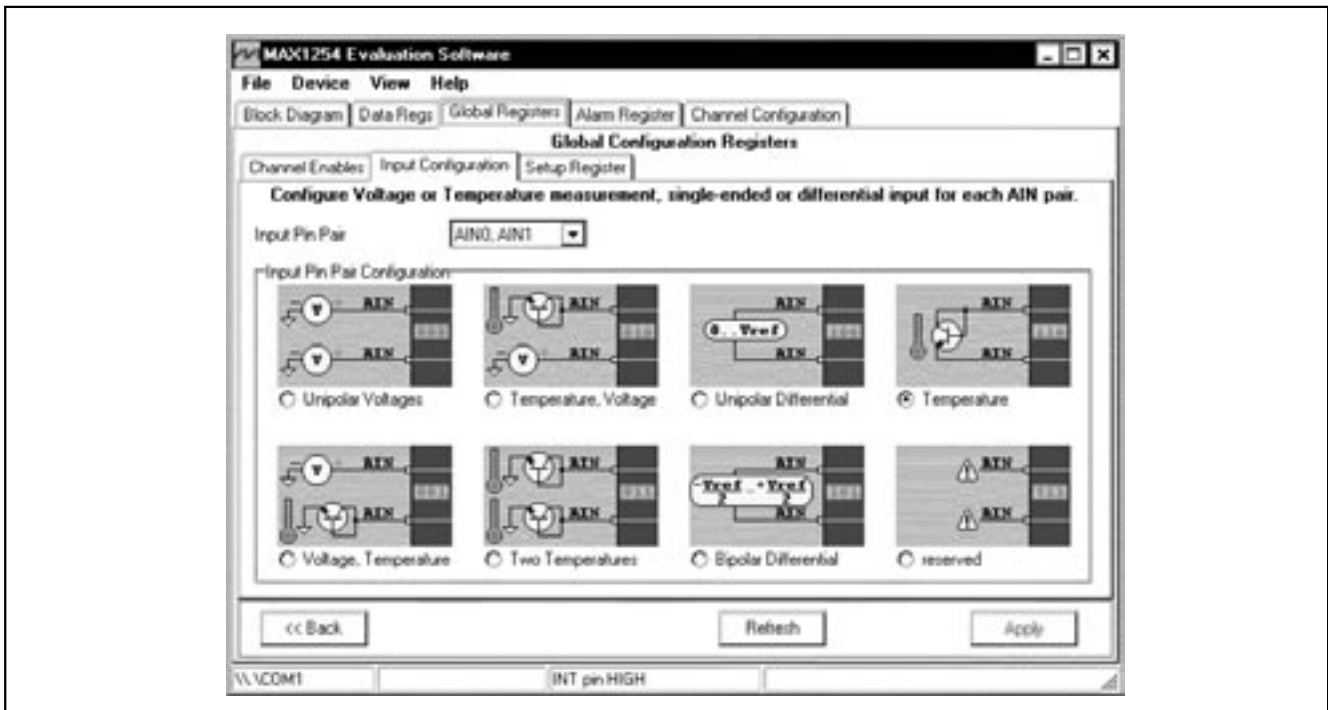 MAX1254 Evaluation Software
File Device View Help
Block Diagram Data Regs Global Registers Alarm Register Channel Configuration
Global Configuration Registers
Channel Enables Input Configuration Setup Register
Configure Voltage or Temperature measurement, single-ended or differential input for each AIN pair.
Input Pin Pair AIN0, AIN1
Input Pin Pair Configuration
AIN AIN AIN AIN
0..Vref
V
V AIN AIN AIN AIN
Unipolar Voltages Temperature, Voltage Unipolar Differential Temperature
V AIN AIN AIN AIN
-Vref..+Vref
2 2
AIN AIN AIN AIN
Voltage, Temperature Two Temperatures Bipolar Differential reserved
<< Back Refresh Apply
\\.\COM1 INT pin HIGH